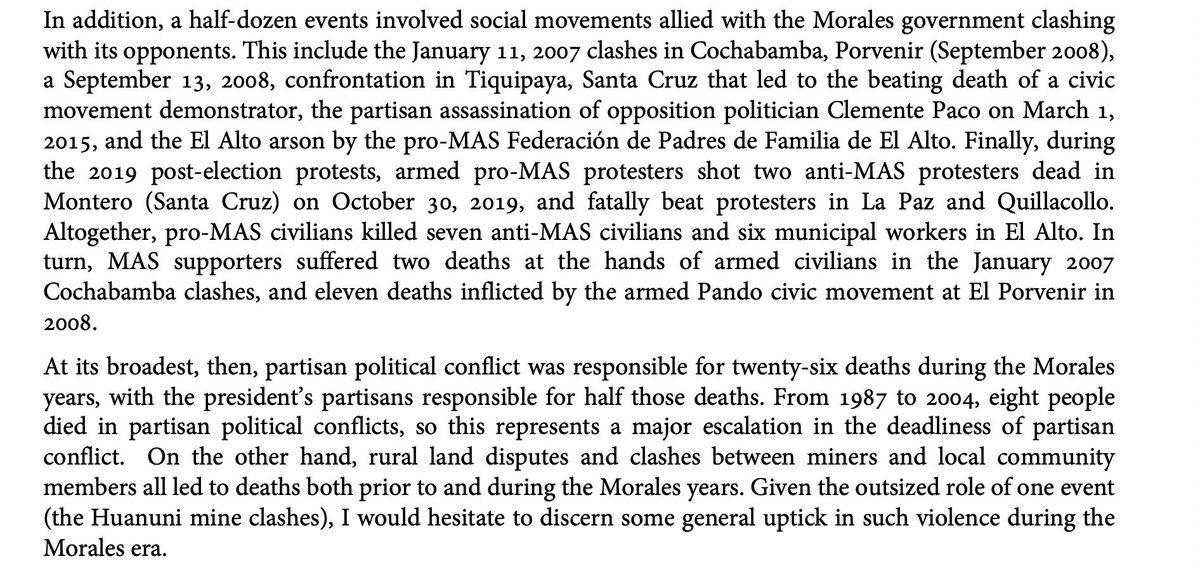 In addition, a half-dozen events involved social movements allied with the Morales government clashing
with its opponents. This include the January 11, 2007 clashes in Cochabamba, Porvenir (September 2008),
a September 13, 2008, confrontation in Tiquipaya, Santa Cruz that led to the beating death of a civic
movement demonstrator, the partisan assassination of opposition politician Clemente Paco on March 1,
2015, and the El Alto arson by the pro-MAS Federación de Padres de Familia de El Alto. Finally, during
the 2019 post-election protests, armed pro-MAS protesters shot two anti-MAS protesters dead in
Montero (Santa Cruz) on October 30, 2019, and fatally beat protesters in La Paz and Quillacollo.
Altogether, pro-MAS civilians killed seven anti-MAS civilians and six municipal workers in El Alto. In
turn, MAS supporters suffered two deaths at the hands of armed civilians in the January 2007
Cochabamba clashes, and eleven deaths inflicted by the armed Pando civic movement at El Porvenir in
2008.
At its broadest, then, partisan political conflict was responsible for twenty-six deaths during the Morales
years, with the president's partisans responsible for half those deaths. From 1987 to 2004, eight people
died in partisan political conflicts, so this represents a major escalation in the deadliness of partisan
conflict. On the other hand, rural land disputes and clashes between miners and local community
members all led to deaths both prior to and during the Morales years. Given the outsized role of one event
(the Huanuni mine clashes), I would hesitate to discern some general uptick in such violence during the
Morales era.